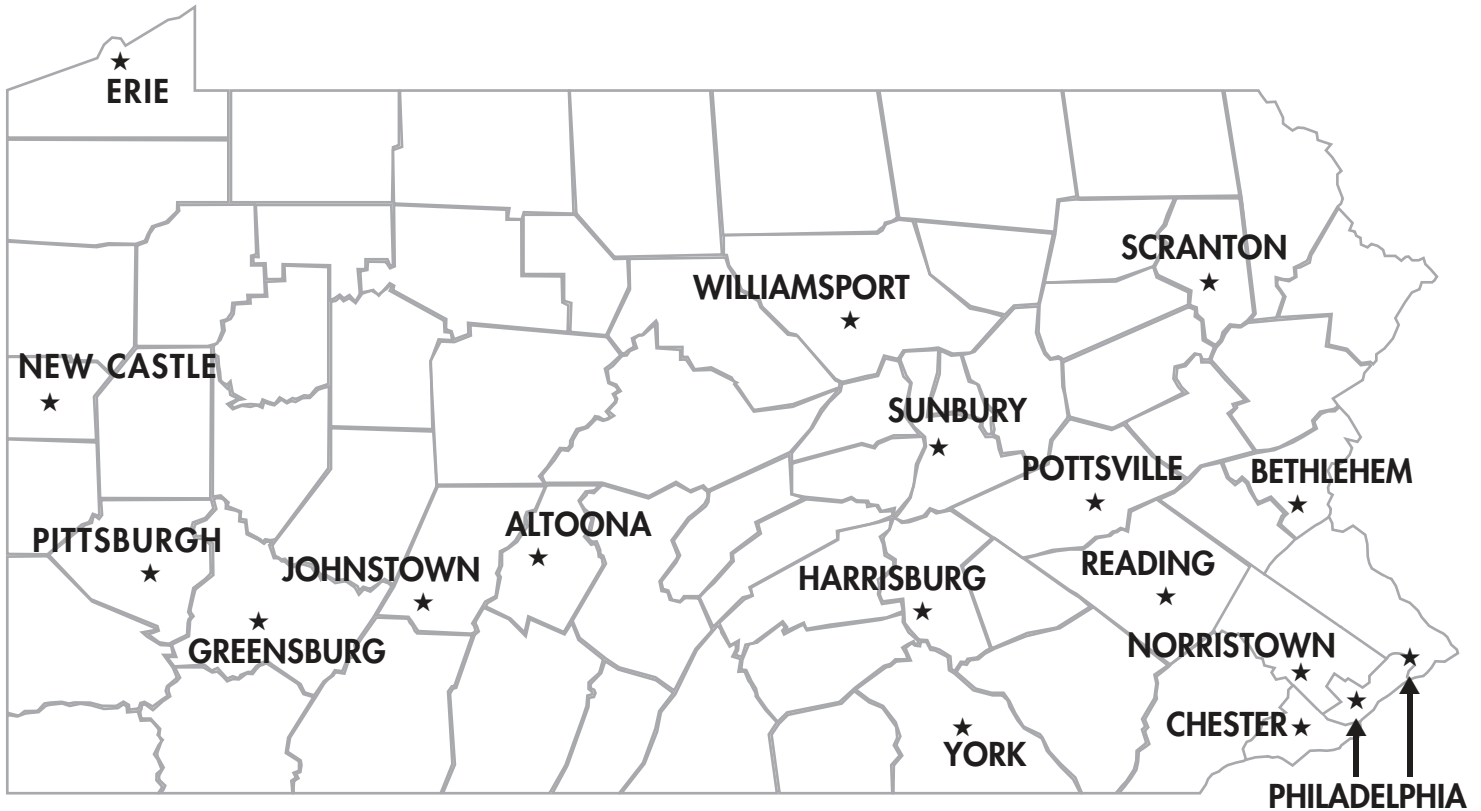 ERIE
SCRANTON
WILLIAMSPORT
NEW CASTLE
SUNBURY
POTTSVILLE
BETHLEHEM
ALTOONA
PITTSBURGH
JOHNSTOWN
HARRISBURG
READING
GREENSBURG
NORRISTOWN
CHESTER
YORK
PHILADELPHIA